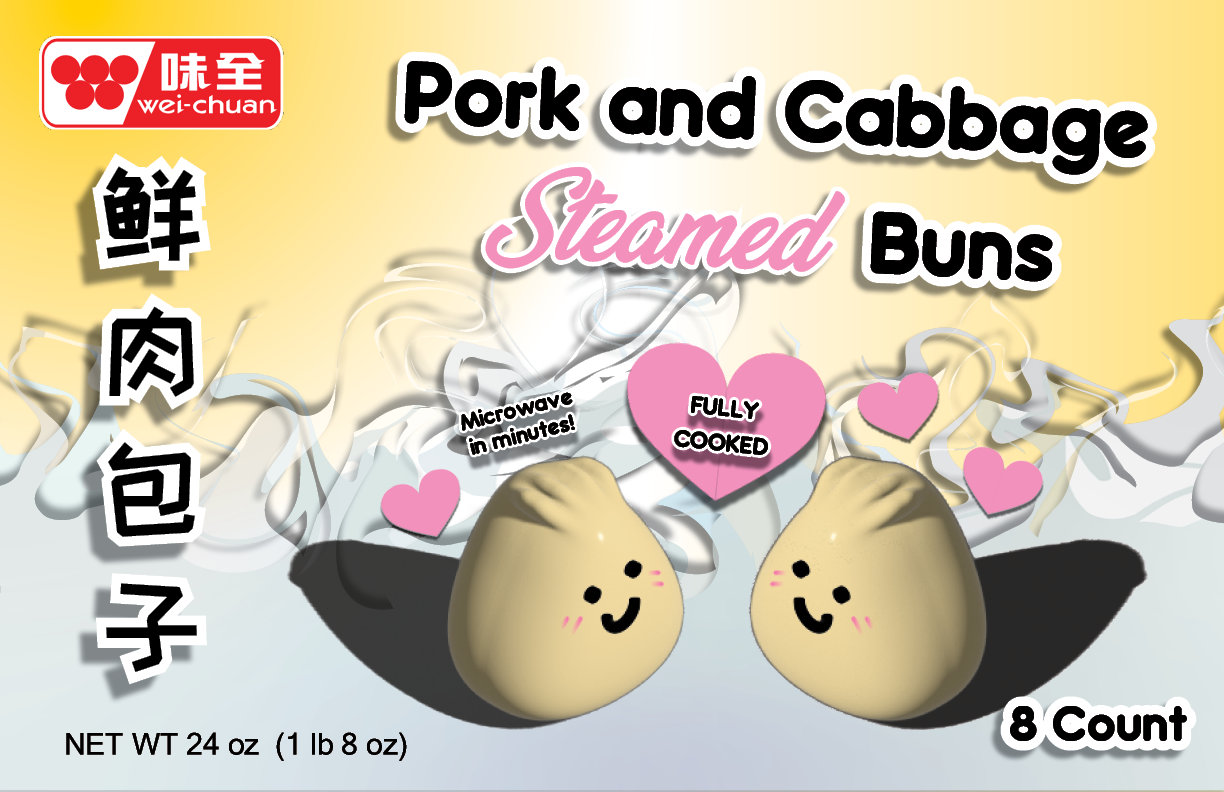 味全
wei-chuan
Pork and Cabbage
Steamed Buns
鲜肉包子
Microwave
in minutes!
FULLY
COOKED
8 Count
NET WT 24 oz (1 lb 8 oz)